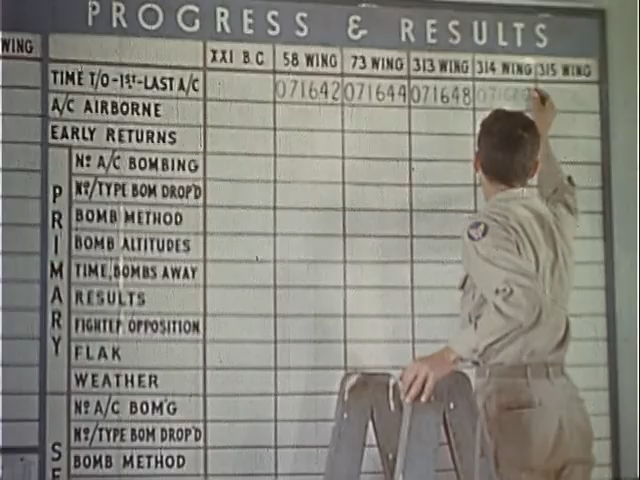 PROGRESS & RESULTS
WING
XXI B.C 58 WING 73 WING 313 WING 314 WING 315 WING
TIME T/O-1ST-LAST A/C 071642 071644 071648
A/C AIRBORNE
EARLY RETURNS
PRIMARY
Nº A/C BOMBING
Nº/TYPE BOM DROP'D
BOMB METHOD
BOMB ALTITUDES
TIME, BOMBS AWAY
RESULTS
FIGHTER OPPOSITION
FLAK
WEATHER
SE
Nº A/C BOM'G
Nº/TYPE BOM DROP'D
BOMB METHOD